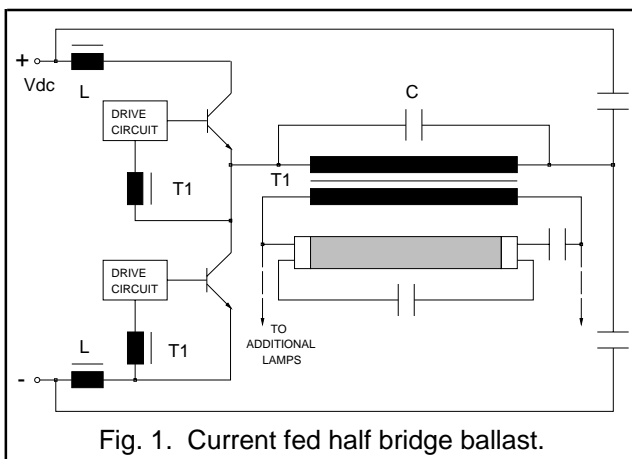 +
Vdc
L
C
DRIVE
CIRCUIT
T1
T1
DRIVE
CIRCUIT
T1
TO
ADDITIONAL
LAMPS
L
-
Fig. 1. Current fed half bridge ballast.